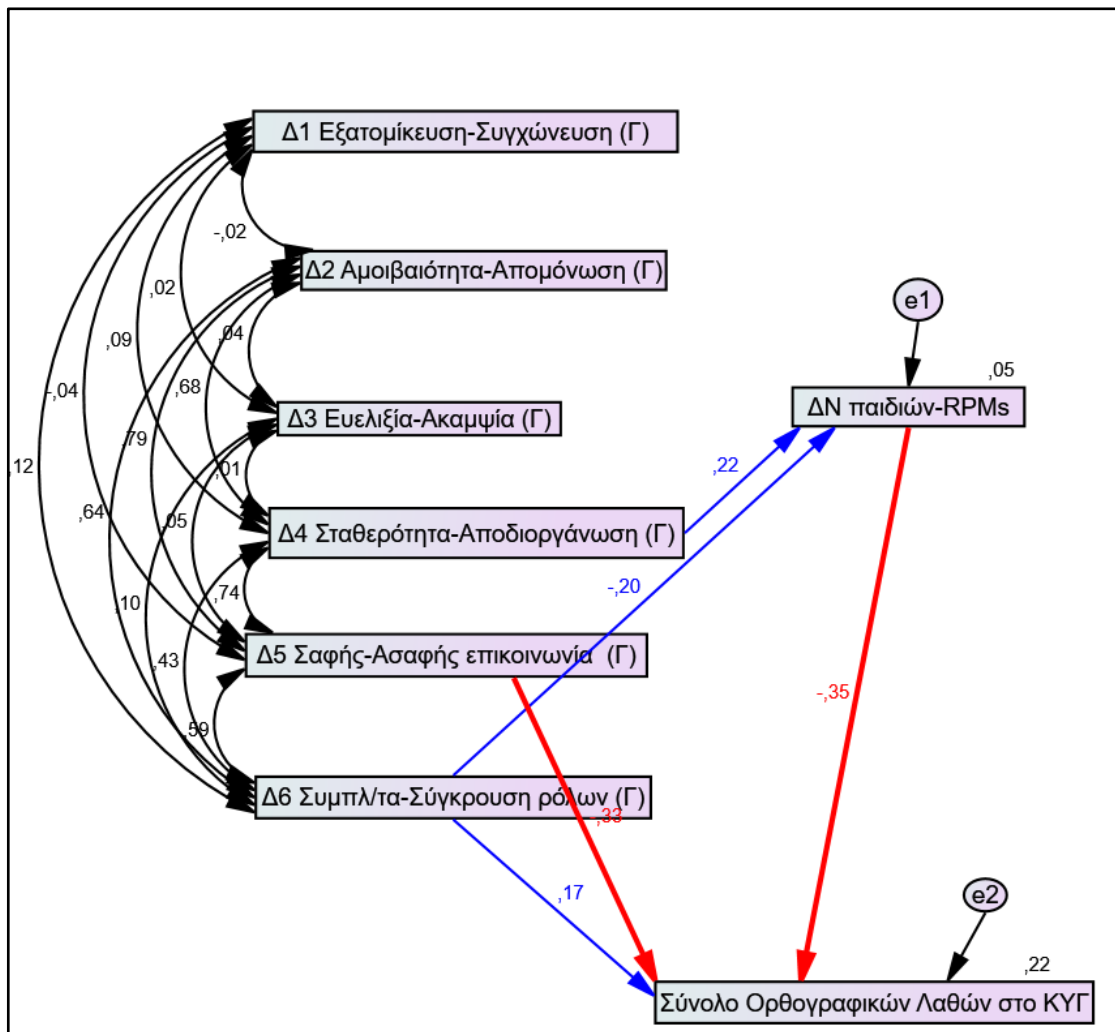 Δ1 Εξατομίκευση-Συγχώνευση (Γ)
-,02
Δ2 Αμοιβαιότητα-Απομόνωση (Γ)
,02
e1
,09
,04
,05
-,04
,68
ΔΝ παιδιών-RPMs
Δ3 Ευελιξία-Ακαμψία (Γ)
,79
,12
,01
,22
,64
,05
Δ4 Σταθερότητα-Αποδιοργάνωση (Γ)
-,20
,74
,10
Δ5 Σαφής-Ασαφής επικοινωνία (Γ)
,43
-,35
,59
Δ6 Συμπλ/τα-Σύγκρουση ρόλων (Γ)
-,33
,17
e2
,22
Σύνολο Ορθογραφικών Λαθών στο ΚΥΓ